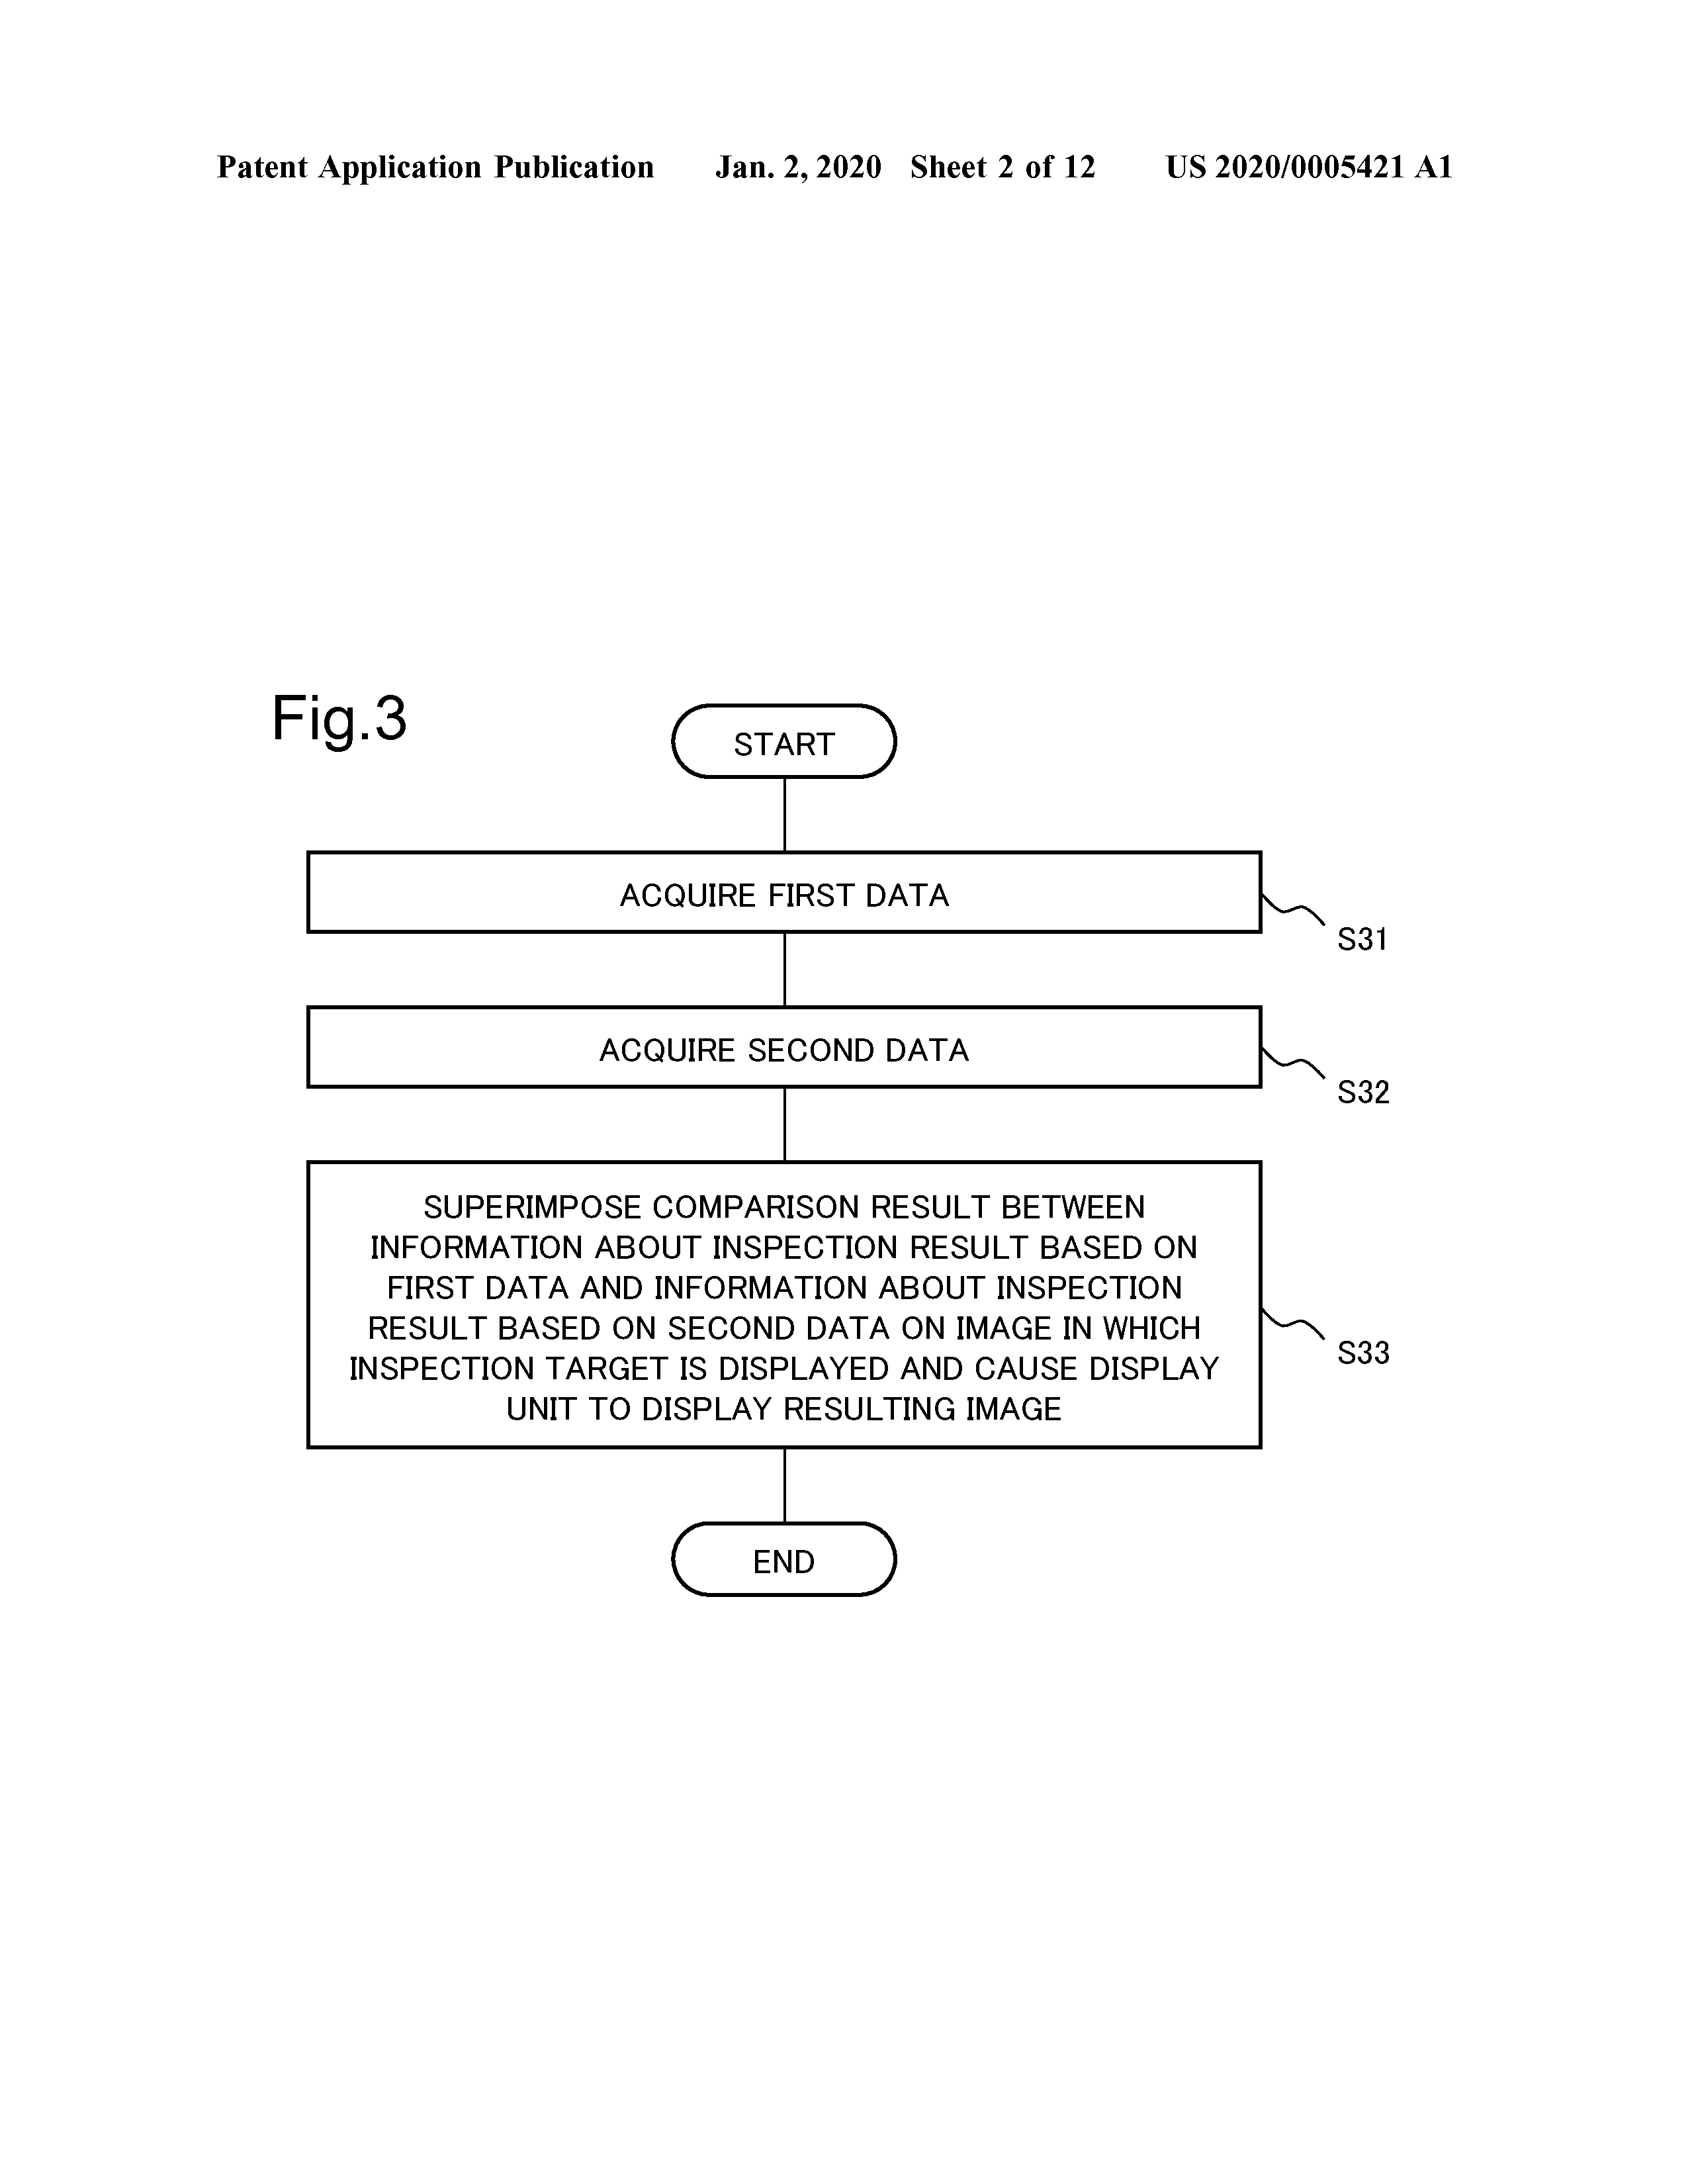 Patent Application Publication Jan. 2, 2020 Sheet 2 of 12 US 2020/0005421 A1
Fig.3
START
ACQUIRE FIRST DATA
S31
ACQUIRE SECOND DATA
S32
SUPERIMPOSE COMPARISON RESULT BETWEEN
INFORMATION ABOUT INSPECTION RESULT BASED ON
FIRST DATA AND INFORMATION ABOUT INSPECTION
RESULT BASED ON SECOND DATA ON IMAGE IN WHICH
INSPECTION TARGET IS DISPLAYED AND CAUSE DISPLAY
UNIT TO DISPLAY RESULTING IMAGE
S33
END